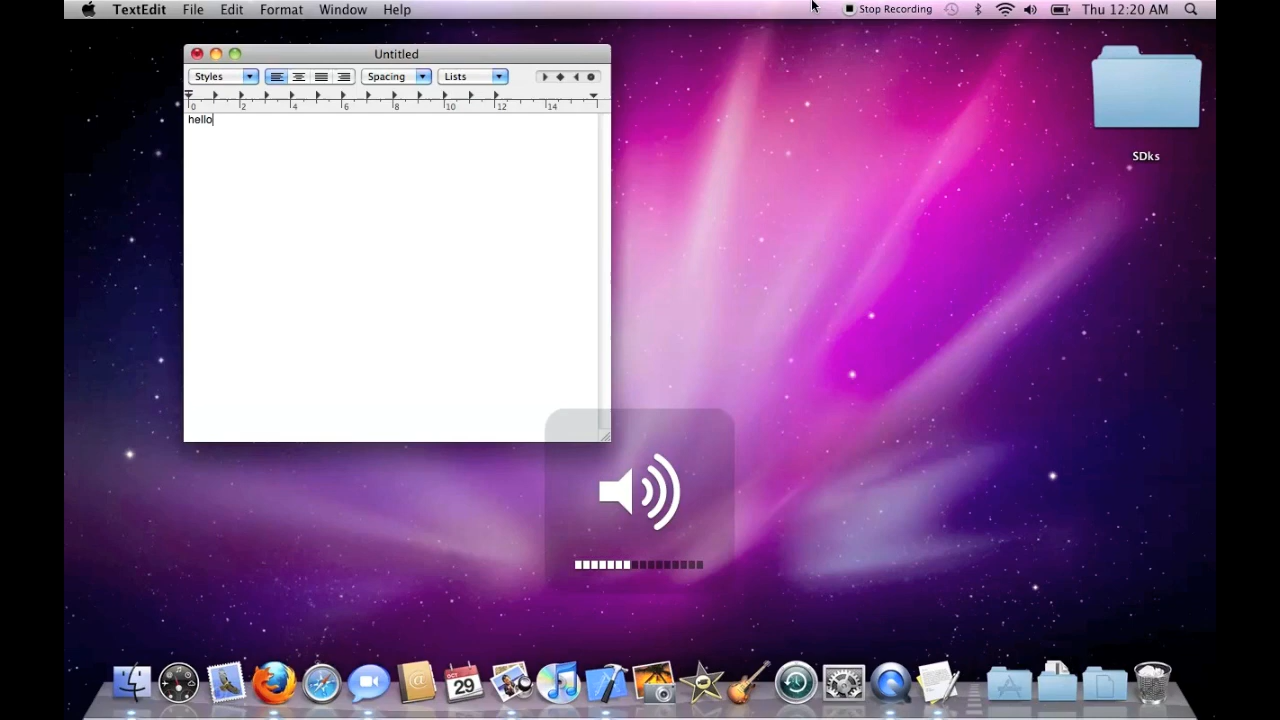 TextEdit File Edit Format Window Help Stop Recording Thu 12:20 AM
Untitled
Styles Spacing Lists
0 2 4 6 8 10 12 14
hello
SDks
OCT
29